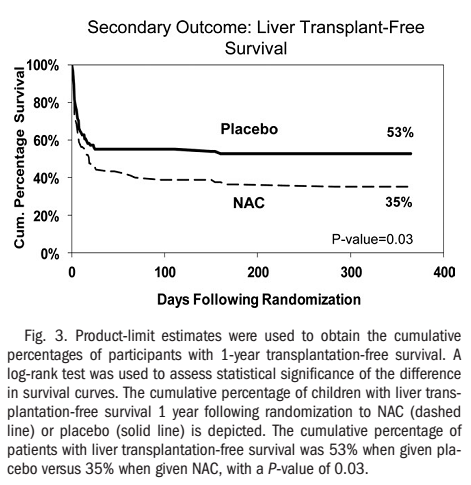 Secondary Outcome: Liver Transplant-Free
Survival
Cum. Percentage Survival
100%
80%
60%
40%
20%
0%
Placebo
53%
NAC
35%
P-value=0.03
0
100
200
300
400
Days Following Randomization
Fig. 3. Product-limit estimates were used to obtain the cumulative
percentages of participants with 1-year transplantation-free survival. A
log-rank test was used to assess statistical significance of the difference
in survival curves. The cumulative percentage of children with liver trans-
plantation-free survival 1 year following randomization to NAC (dashed
line) or placebo (solid line) is depicted. The cumulative percentage of
patients with liver transplantation-free survival was 53% when given pla-
cebo versus 35% when given NAC, with a P-value of 0.03.